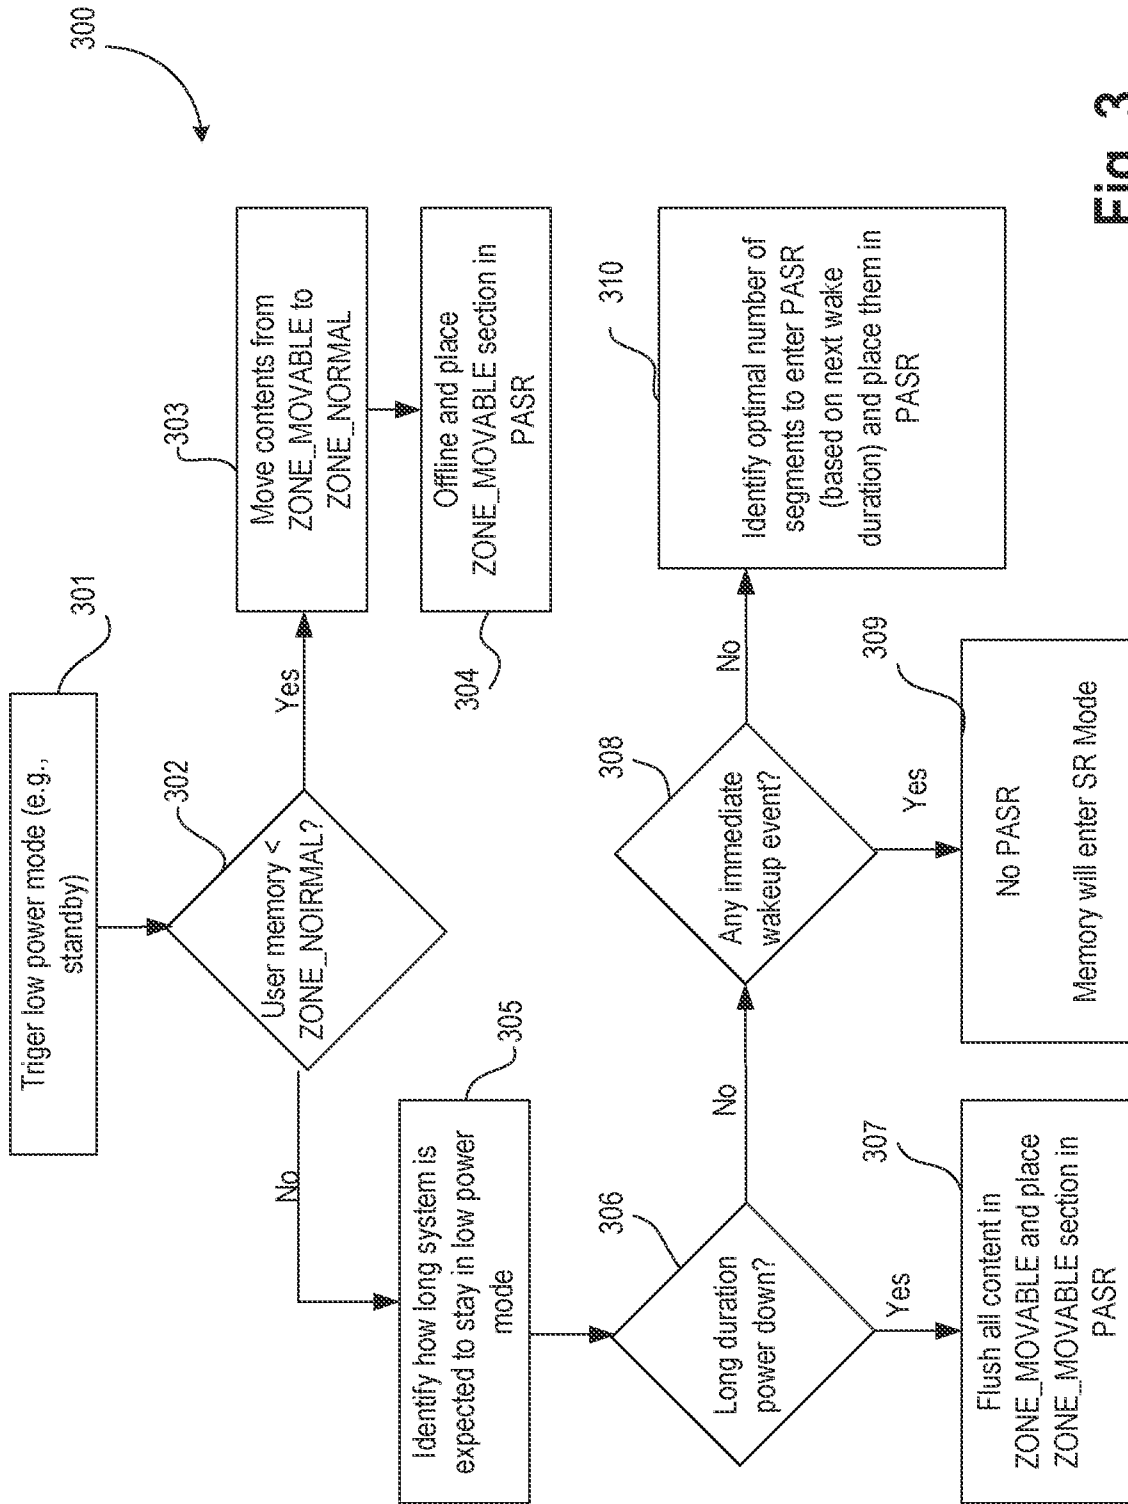 300
301
Triger low power mode (e.g.,
standby)
302
User memory <
ZONE_NOIRMAL?
Yes
No
303
Move contents from
ZONE_MOVABLE to
ZONE_NORMAL
304
Offline and place
ZONE_MOVABLE section in
PASR
305
Identify how long system is
expected to stay in low power
mode
306
Long duration
power down?
No
Yes
307
Flush all content in
ZONE_MOVABLE and place
ZONE_MOVABLE section in
PASR
308
Any immediate
wakeup event?
No
Yes
309
No PASR
Memory will enter SR Mode
310
Identify optimal number of
segments to enter PASR
(based on next wake
duration) and place them in
PASR
Fig. 3